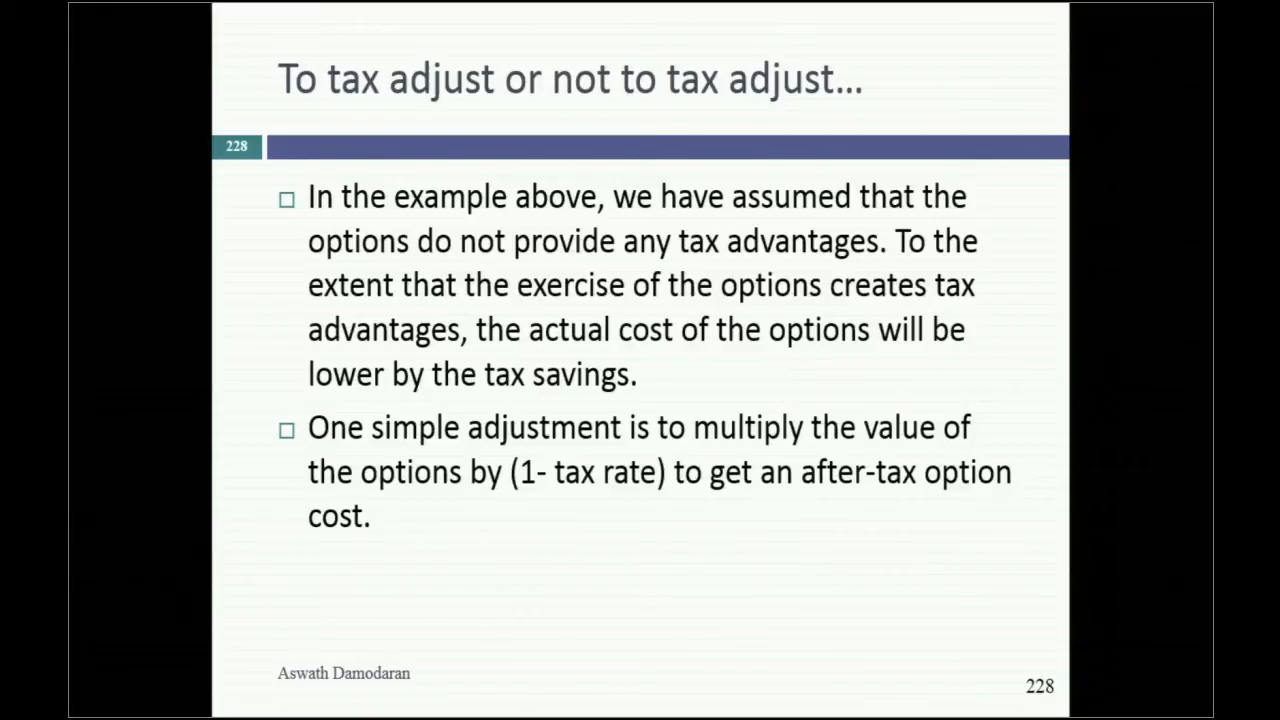 To tax adjust or not to tax adjust...
228
□ In the example above, we have assumed that the
options do not provide any tax advantages. To the
extent that the exercise of the options creates tax
advantages, the actual cost of the options will be
lower by the tax savings.
□ One simple adjustment is to multiply the value of
the options by (1- tax rate) to get an after-tax option
cost.
Aswath Damodaran
228